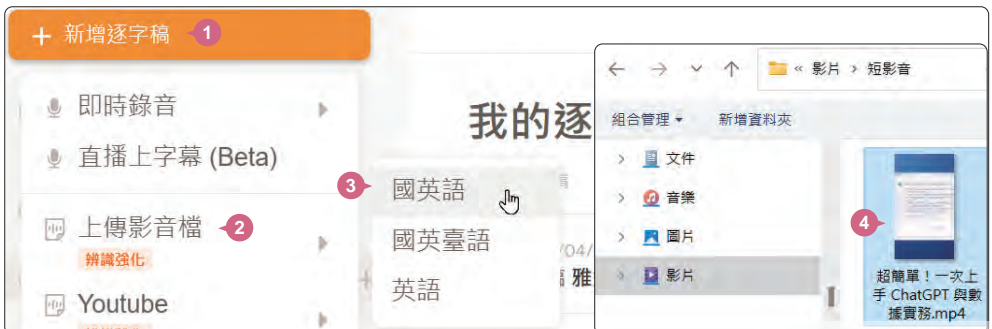 + 新增逐字稿 1
即時錄音
直播上字幕 (Beta)
上傳影音檔 2
辨識強化
Youtube
我的逐
3 國英語
國英臺語
英語
/04/
雅
« 影片 > 短影音
組合管理 新增資料夾
文件
音樂
圖片
影片
4
超簡單！一次上
手 ChatGPT 與數
據實務.mp4